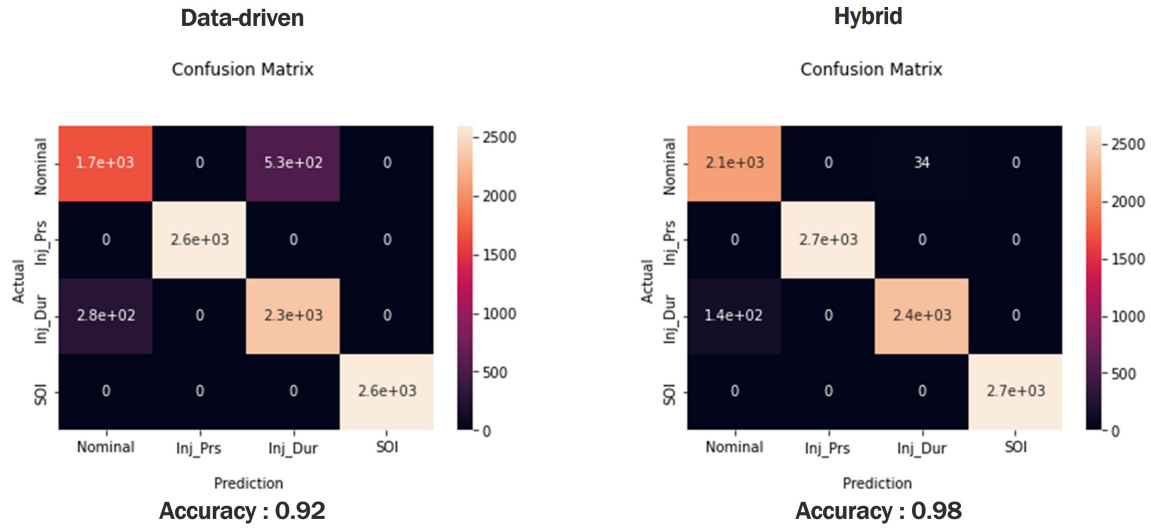 Data-driven
Confusion Matrix
Actual
Nominal
Inj_Prs
Inj_Dur
SOI
1.7e+03 0 5.3e+02 0
0 2.6e+03 0 0
2.8e+02 0 2.3e+03 0
0 0 0 2.6e+03
Nominal Inj_Prs Inj_Dur SOI
Prediction
2500
2000
1500
1000
500
0
Accuracy : 0.92
Hybrid
Confusion Matrix
Actual
Nominal
Inj_Prs
Inj_Dur
SOI
2.1e+03 0 34 0
0 2.7e+03 0 0
1.4e+02 0 2.4e+03 0
0 0 0 2.7e+03
Nominal Inj_Prs Inj_Dur SOI
Prediction
2500
2000
1500
1000
500
0
Accuracy : 0.98